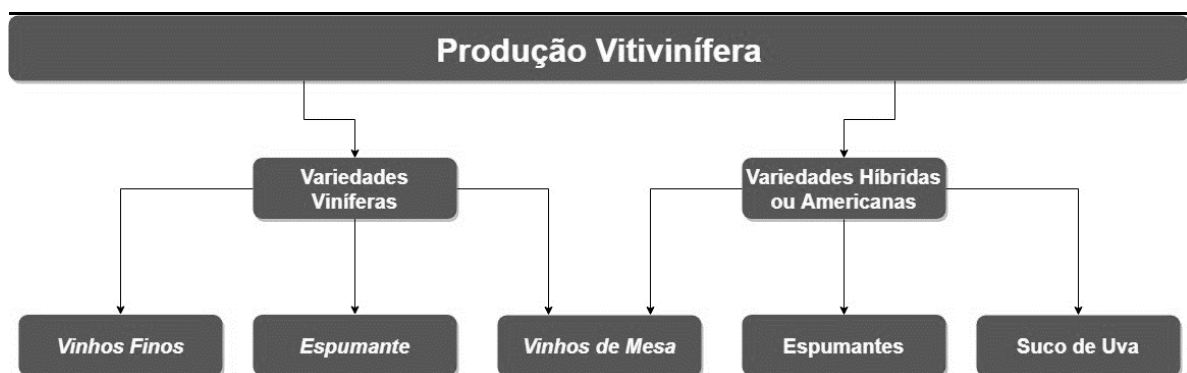 Produção Vitivinífera
Variedades
Viníferas
Variedades Híbridas
ou Americanas
Vinhos Finos
Espumante
Vinhos de Mesa
Espumantes
Suco de Uva